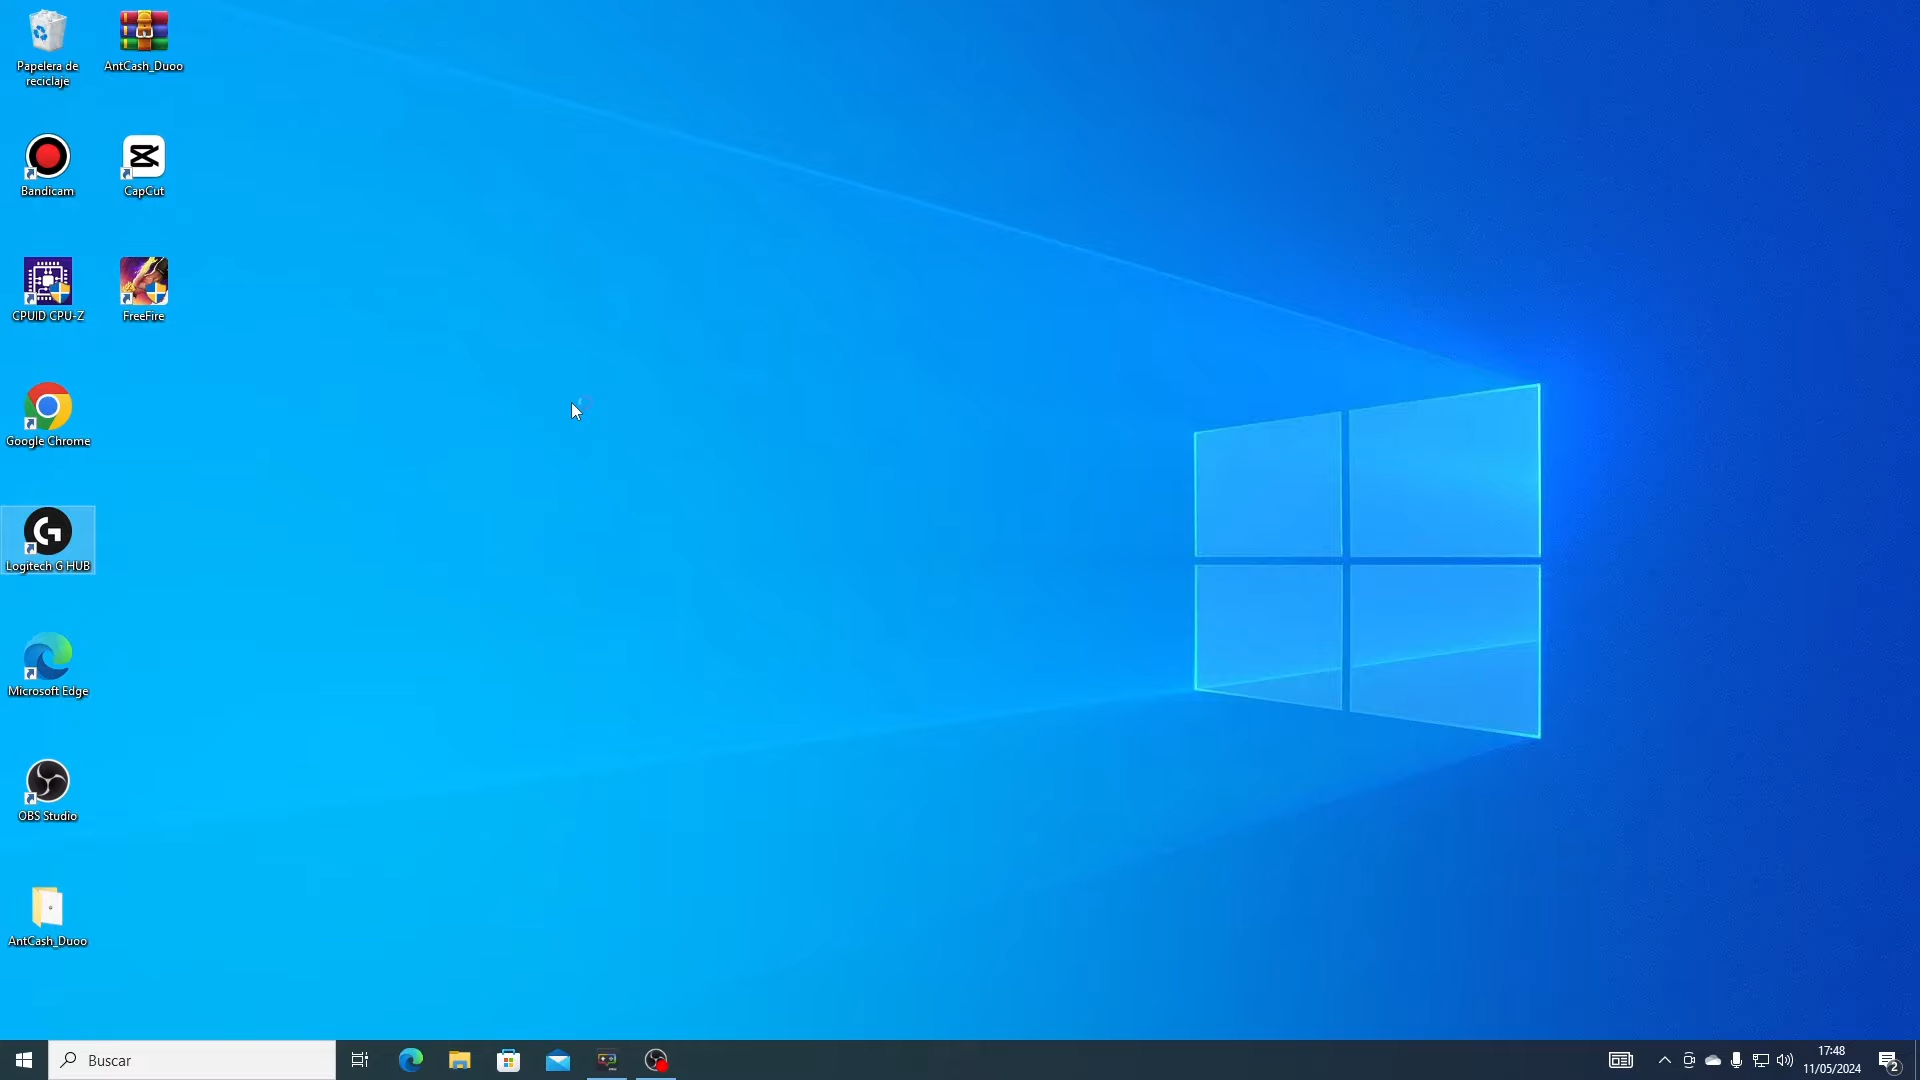 Papelera de
reciclaje
AntCash_Duoo
Bandicam
CapCut
CPUID CPU-Z
FreeFire
Google Chrome
Logitech G HUB
Microsoft Edge
OBS Studio
AntCash_Duoo
Buscar
17:48
11/05/2024
2